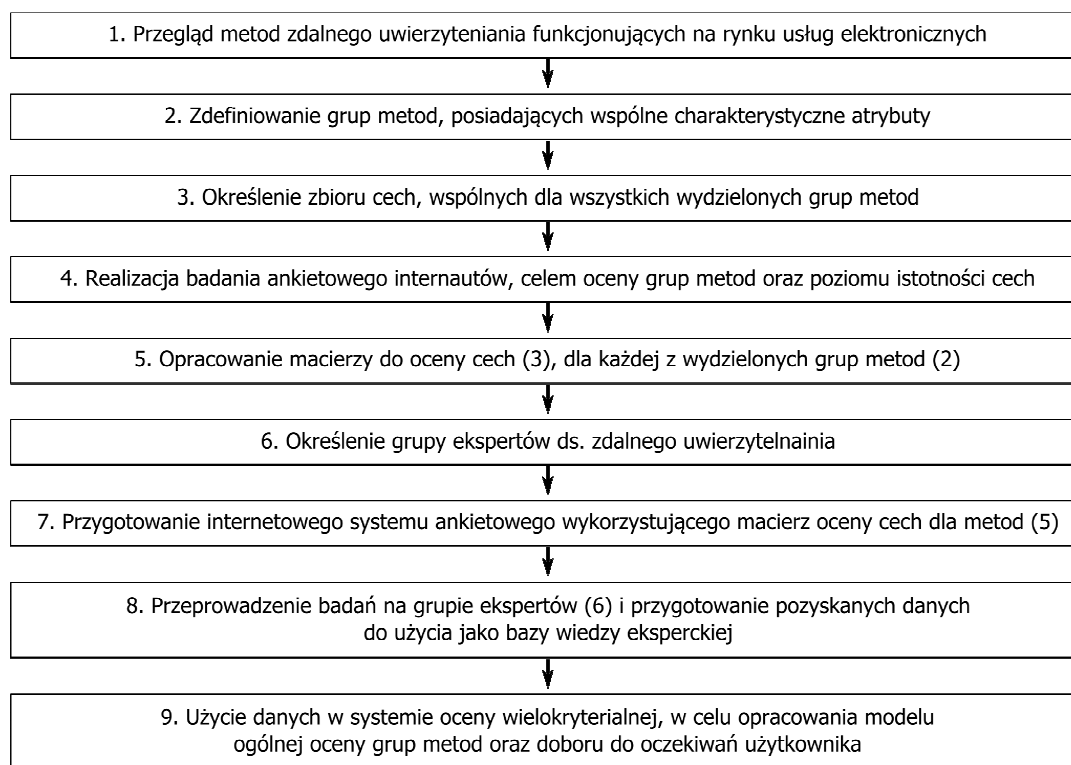 1. Przegląd metod zdalnego uwierzyteniania funkcjonujących na rynku usług elektronicznych
2. Zdefiniowanie grup metod, posiadających wspólne charakterystyczne atrybuty
3. Określenie zbioru cech, wspólnych dla wszystkich wydzielonych grup metod
4. Realizacja badania ankietowego internautów, celem oceny grup metod oraz poziomu istotności cech
5. Opracowanie macierzy do oceny cech (3), dla każdej z wydzielonych grup metod (2)
6. Określenie grupy ekspertów ds. zdalnego uwierzytelnainia
7. Przygotowanie internetowego systemu ankietowego wykorzystującego macierz oceny cech dla metod (5)
8. Przeprowadzenie badań na grupie ekspertów (6) i przygotowanie pozyskanych danych
do użycia jako bazy wiedzy eksperckiej
9. Użycie danych w systemie oceny wielokryterialnej, w celu opracowania modelu
ogólnej oceny grup metod oraz doboru do oczekiwań użytkownika